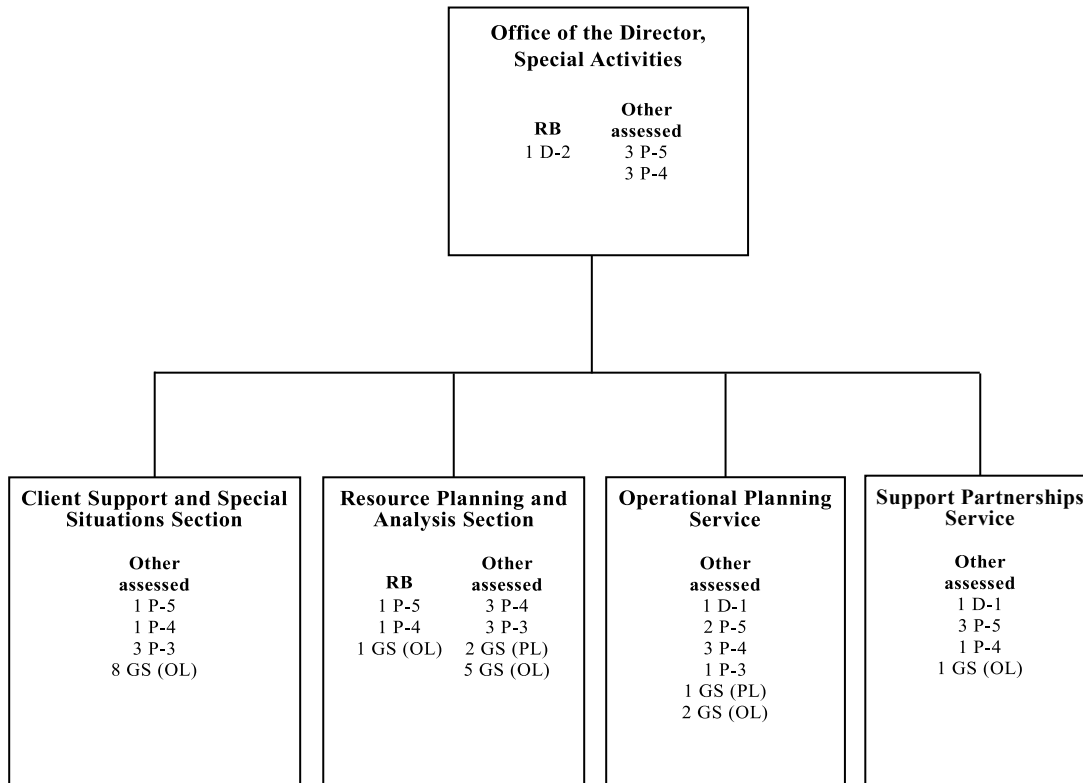 Office of the Director,
Special Activities
RB
Other
assessed
1 D-2
3 P-5
3 P-4
Client Support and Special
Situations Section
Other
assessed
1 P-5
1 P-4
3 P-3
8 GS (OL)
Resource Planning and
Analysis Section
RB
1 P-5
1 P-4
1 GS (OL)
Other
assessed
3 P-4
3 P-3
2 GS (PL)
5 GS (OL)
Operational Planning
Service
Other
assessed
1 D-1
2 P-5
3 P-4
1 P-3
1 GS (PL)
2 GS (OL)
Support Partnerships
Service
Other
assessed
1 D-1
3 P-5
1 P-4
1 GS (OL)